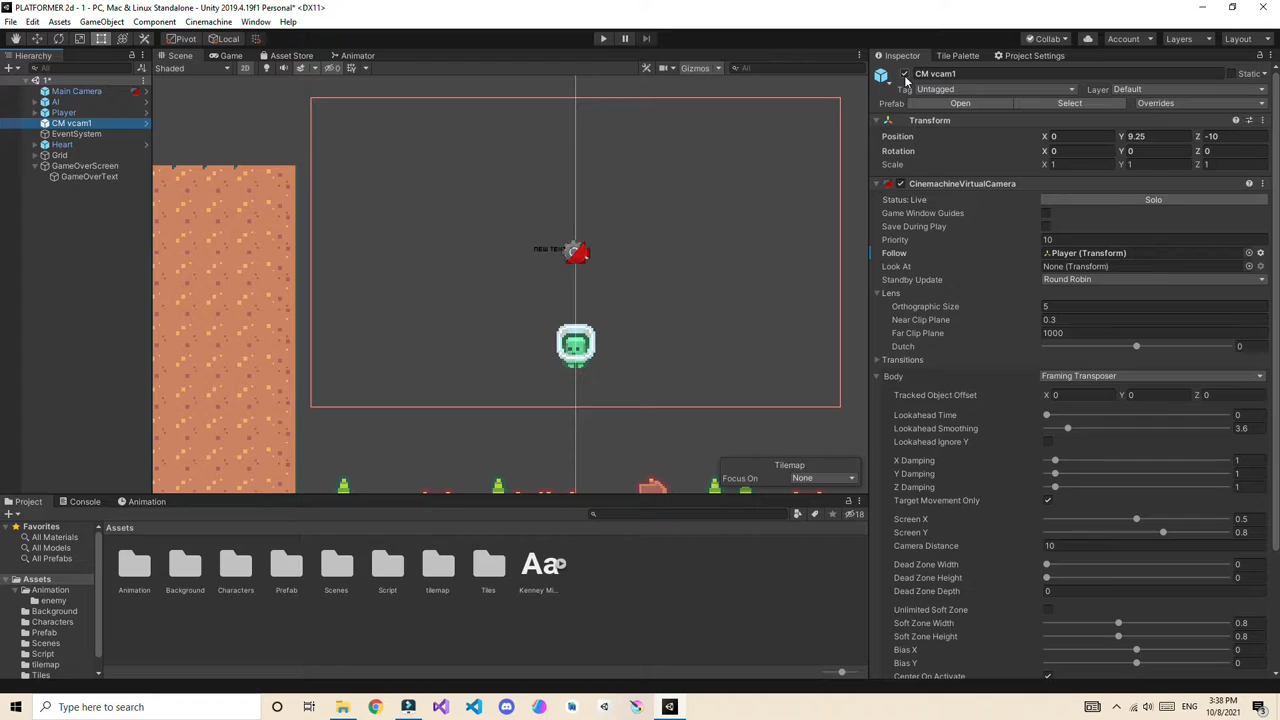 PLATFORMER 2d - 1 - PC, Mac & Linux Standalone - Unity 2019.4.19f1 Personal* <DX11>
File Edit Assets GameObject Component Cinemachine Window Help
Pivot Local Collab Account Layers Layout
Hierarchy Scene Game Asset Store Animator Inspector Tile Palette Project Settings
All Shaded 2D 0 Gizmos All CM vcam1 Static
1*
Main Camera
AI
Player
CM vcam1
EventSystem
Heart
Grid
GameOverScreen
GameOverText
NEW TEXT
Tilemap
Focus On None
Tag Untagged Layer Default
Prefab Open Select Overrides
Transform
Position X 0 Y 9.25 Z -10
Rotation X 0 Y 0 Z 0
Scale X 1 Y 1 Z 1
CinemachineVirtualCamera
Status: Live Solo
Game Window Guides
Save During Play
Priority 10
Follow Player (Transform)
Look At None (Transform)
Standby Update Round Robin
Lens
Orthographic Size 5
Near Clip Plane 0.3
Far Clip Plane 1000
Dutch 0
Transitions
Body Framing Transposer
Tracked Object Offset X 0 Y 0 Z 0
Lookahead Time 0
Lookahead Smoothing 3.6
Lookahead Ignore Y
X Damping 1
Y Damping 1
Z Damping 1
Target Movement Only
Screen X 0.5
Screen Y 0.8
Camera Distance 10
Dead Zone Width 0
Dead Zone Height 0
Dead Zone Depth 0
Unlimited Soft Zone
Soft Zone Width 0.8
Soft Zone Height 0.8
Bias X 0
Bias Y 0
Center On Activate
Project Console Animation
18
Favorites
All Materials
All Models
All Prefabs
Assets
Animation
enemy
Background
Characters
Prefab
Scenes
Script
tilemap
Tiles
Assets
Aa
Animation Background Characters Prefab Scenes Script tilemap Tiles Kenney Mi...
Type here to search
ENG
3:38 PM
10/8/2021
3